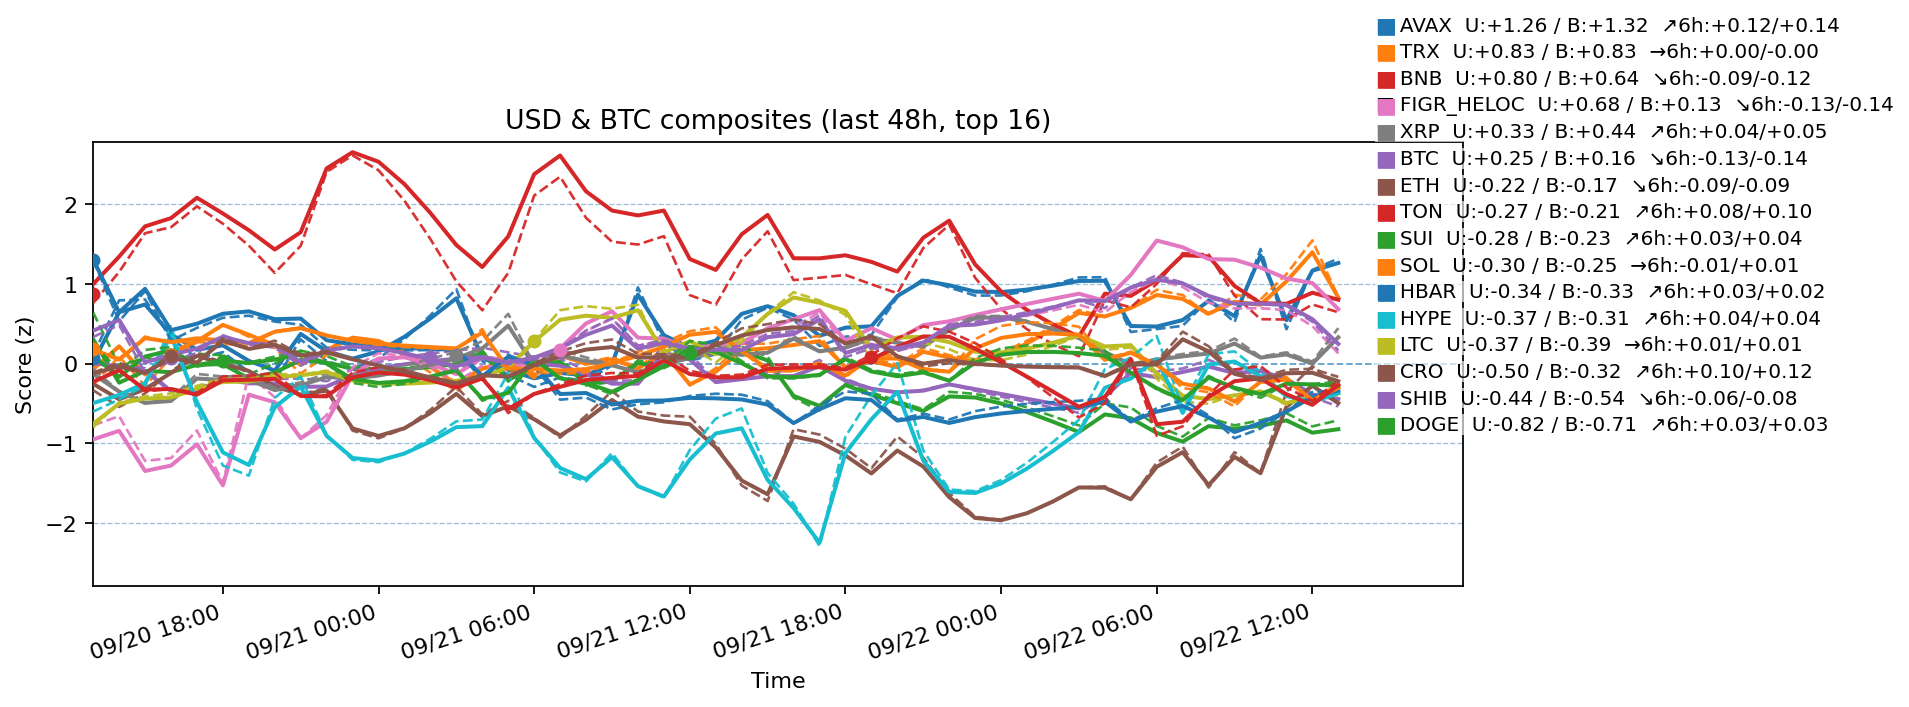 AVAX  U:+1.26 / B:+1.32  ↗6h:+0.12/+0.14
TRX  U:+0.83 / B:+0.83  →6h:+0.00/-0.00
BNB  U:+0.80 / B:+0.64  ↘6h:-0.09/-0.12
FIGR_HELOC  U:+0.68 / B:+0.13  ↘6h:-0.13/-0.14
XRP  U:+0.33 / B:+0.44  ↗6h:+0.04/+0.05
BTC  U:+0.25 / B:+0.16  ↘6h:-0.13/-0.14
ETH  U:-0.22 / B:-0.17  ↘6h:-0.09/-0.09
TON  U:-0.27 / B:-0.21  ↗6h:+0.08/+0.10
SUI  U:-0.28 / B:-0.23  ↗6h:+0.03/+0.04
SOL  U:-0.30 / B:-0.25  →6h:-0.01/+0.01
HBAR  U:-0.34 / B:-0.33  ↗6h:+0.03/+0.02
HYPE  U:-0.37 / B:-0.31  ↗6h:+0.04/+0.04
LTC  U:-0.37 / B:-0.39  →6h:+0.01/+0.01
CRO  U:-0.50 / B:-0.32  ↗6h:+0.10/+0.12
SHIB  U:-0.44 / B:-0.54  ↘6h:-0.06/-0.08
DOGE  U:-0.82 / B:-0.71  ↗6h:+0.03/+0.03
USD & BTC composites (last 48h, top 16)
Score (z)
2
1
0
−1
−2
09/20 18:00
09/21 00:00
09/21 06:00
09/21 12:00
09/21 18:00
09/22 00:00
09/22 06:00
09/22 12:00
Time